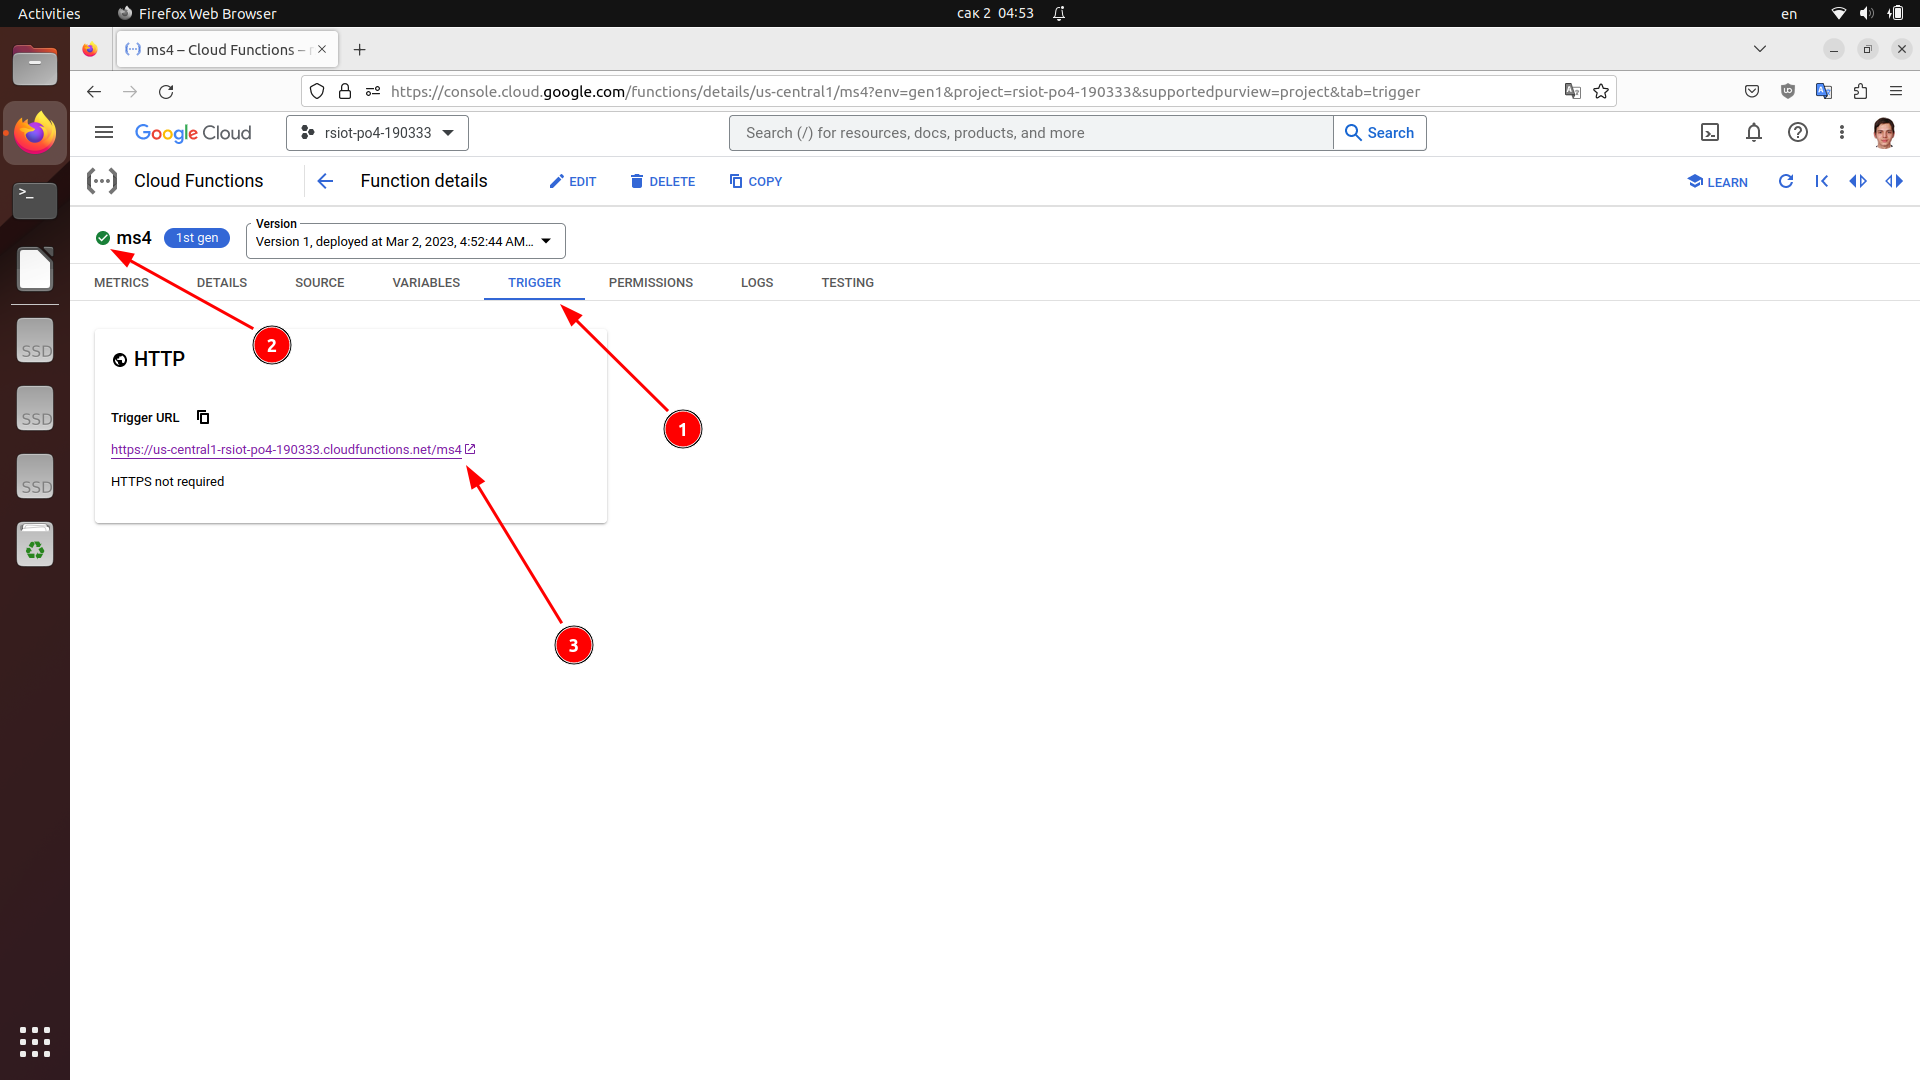 Activities Firefox Web Browser сак 2 04:53 en
ms4 – Cloud Functions –
https://console.cloud.google.com/functions/details/us-central1/ms4?env=gen1&project=rsiot-po4-190333&supportedpurview=project&tab=trigger
Google Cloud rsiot-po4-190333 Search (/) for resources, docs, products, and more Search
Cloud Functions Function details EDIT DELETE COPY LEARN
Version
ms4 1st gen Version 1, deployed at Mar 2, 2023, 4:52:44 AM...
METRICS DETAILS SOURCE VARIABLES TRIGGER PERMISSIONS LOGS TESTING
2
HTTP
Trigger URL
1
https://us-central1-rsiot-po4-190333.cloudfunctions.net/ms4
HTTPS not required
3
SSD
SSD
SSD